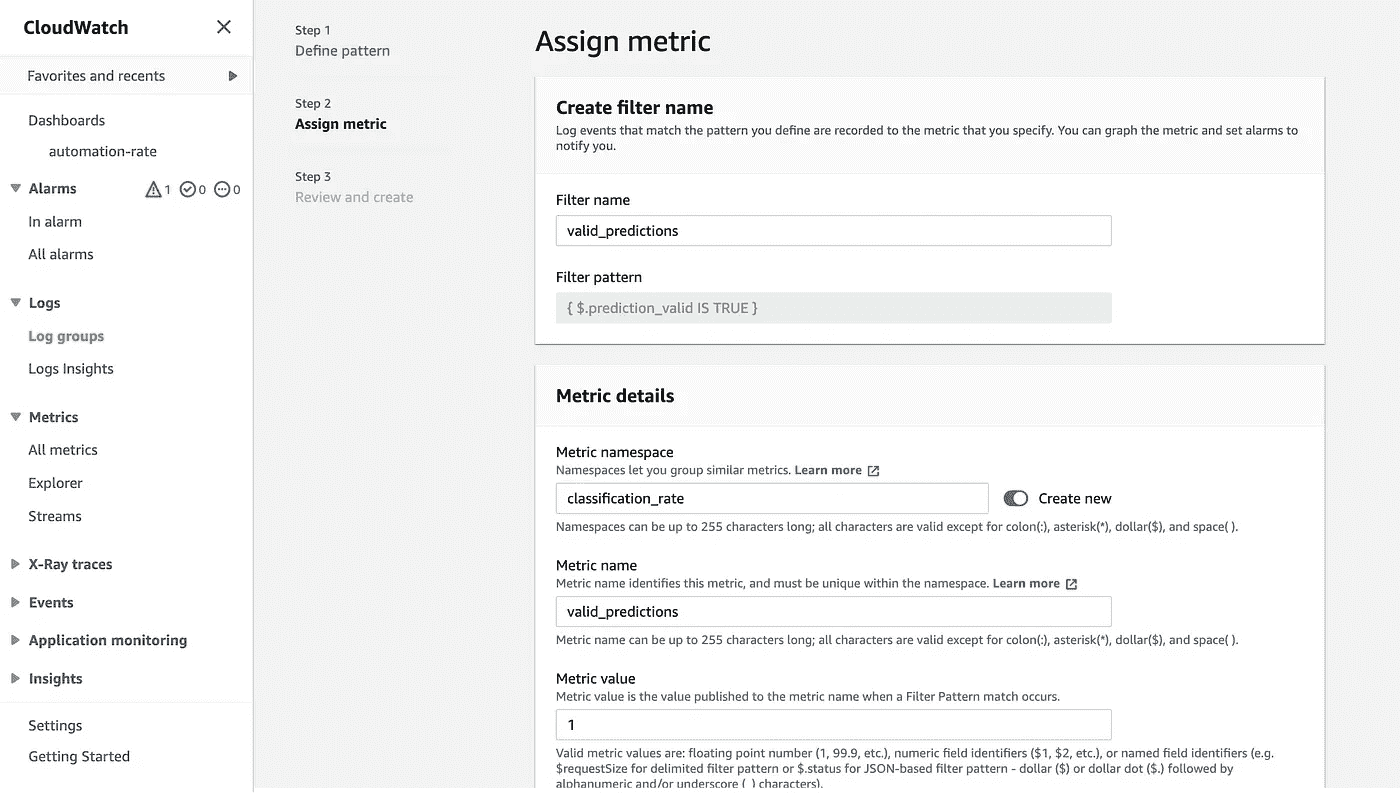 CloudWatch
Favorites and recents
Dashboards
automation-rate
Alarms 1 0 0
In alarm
All alarms
Logs
Log groups
Logs Insights
Metrics
All metrics
Explorer
Streams
X-Ray traces
Events
Application monitoring
Insights
Settings
Getting Started
Step 1
Define pattern
Step 2
Assign metric
Step 3
Review and create
Assign metric
Create filter name
Log events that match the pattern you define are recorded to the metric that you specify. You can graph the metric and set alarms to
notify you.
Filter name
valid_predictions
Filter pattern
{ $.prediction_valid IS TRUE }
Metric details
Metric namespace
Namespaces let you group similar metrics. Learn more
classification_rate
Create new
Namespaces can be up to 255 characters long; all characters are valid except for colon(:), asterisk(*), dollar($), and space( ).
Metric name
Metric name identifies this metric, and must be unique within the namespace. Learn more
valid_predictions
Metric name can be up to 255 characters long; all characters are valid except for colon(:), asterisk(*), dollar($), and space( ).
Metric value
Metric value is the value published to the metric name when a Filter Pattern match occurs.
1
Valid metric values are: floating point number (1, 99.9, etc.), numeric field identifiers ($1, $2, etc.), or named field identifiers (e.g.
$requestSize for delimited filter pattern or $.status for JSON-based filter pattern - dollar ($) or dollar dot ($.) followed by
alphanumeric and/or underscore (_) characters).